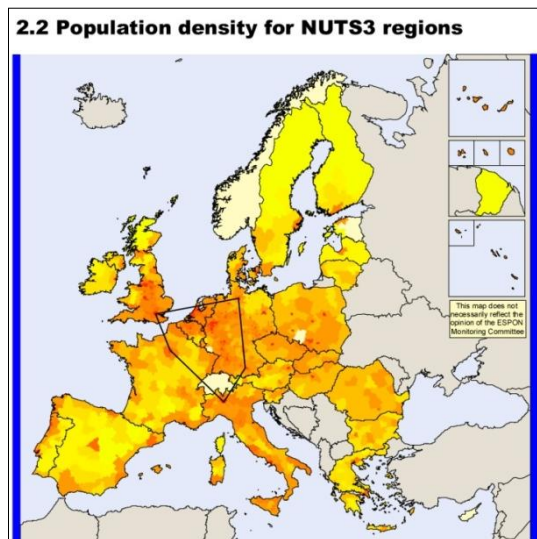 2.2 Population density for NUTS3 regions
This map does not
necessarily reflect the
opinion of the ESPON
Monitoring Committee